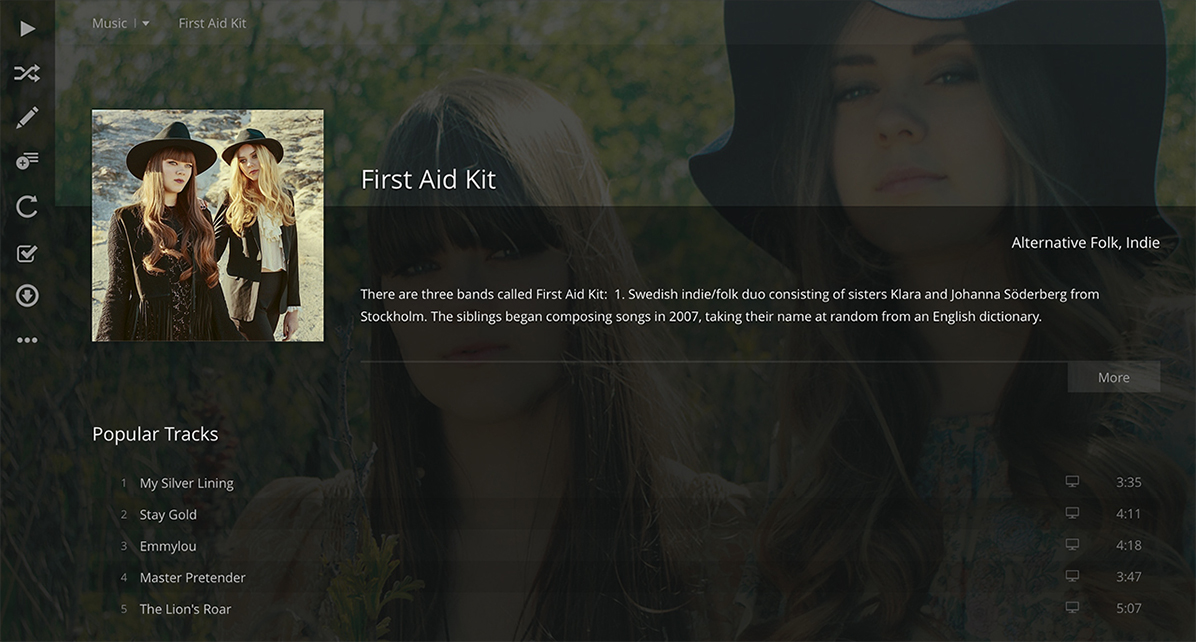 Music First Aid Kit
First Aid Kit
Alternative Folk, Indie
There are three bands called First Aid Kit: 1. Swedish indie/folk duo consisting of sisters Klara and Johanna Söderberg from
Stockholm. The siblings began composing songs in 2007, taking their name at random from an English dictionary.
More
Popular Tracks
1 My Silver Lining 3:35
2 Stay Gold 4:11
3 Emmylou 4:18
4 Master Pretender 3:47
5 The Lion's Roar 5:07